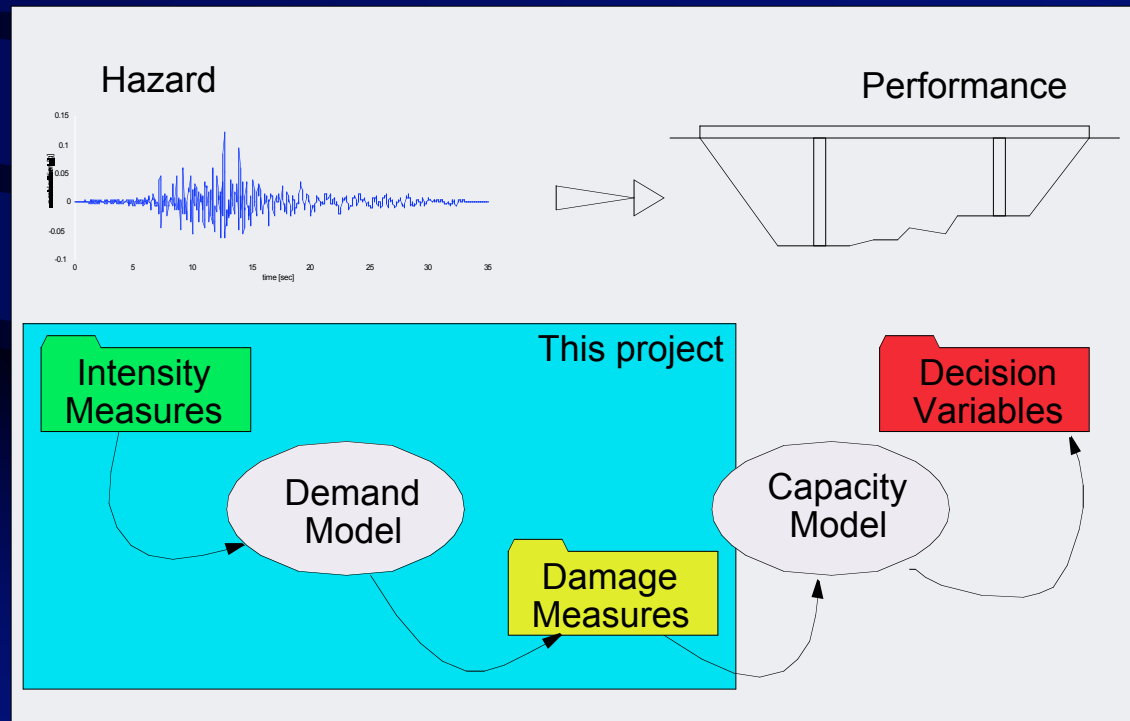 Hazard
Performance
0.15
0.1
0.05
0
-0.05
-0.1
0
5
10
15
20
25
30
35
time [sec]
This project
Intensity
Measures
Decision
Variables
Demand
Model
Capacity
Model
Damage
Measures